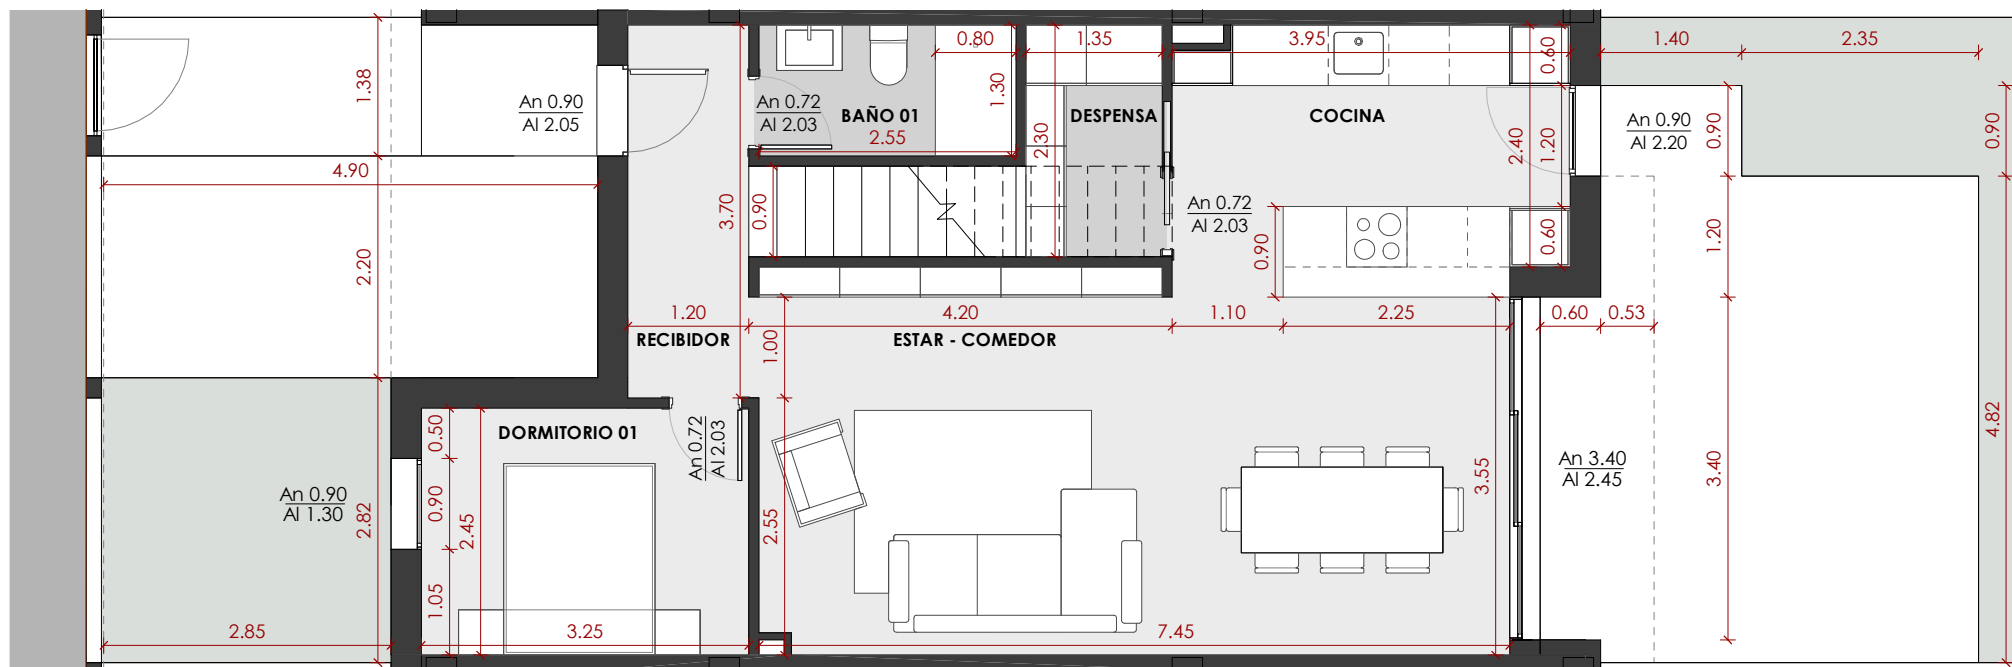 0.80
1.35
3.95
0.60
1.40
2.35
1.38
An 0.90
Al 2.05
An 0.72
Al 2.03
BAÑO 01
2.55
1.30
DESPENSA
2.30
COCINA
2.40
1.20
An 0.90
Al 2.20
0.90
0.90
4.90
3.70
0.90
An 0.72
Al 2.03
0.90
0.60
1.20
2.20
1.20
4.20
1.10
2.25
0.60
0.53
RECIBIDOR
1.00
ESTAR - COMEDOR
DORMITORIO 01
0.50
An 0.72
Al 2.03
4.82
An 0.90
Al 1.30
2.82
0.90
2.45
2.55
3.55
An 3.40
Al 2.45
3.40
1.05
2.85
3.25
7.45